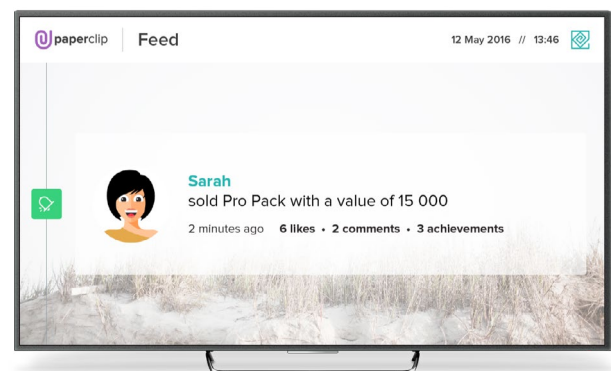 paperclip
Feed
12 May 2016 // 13:46
Sarah
sold Pro Pack with a value of 15 000
2 minutes ago 6 likes • 2 comments • 3 achievements